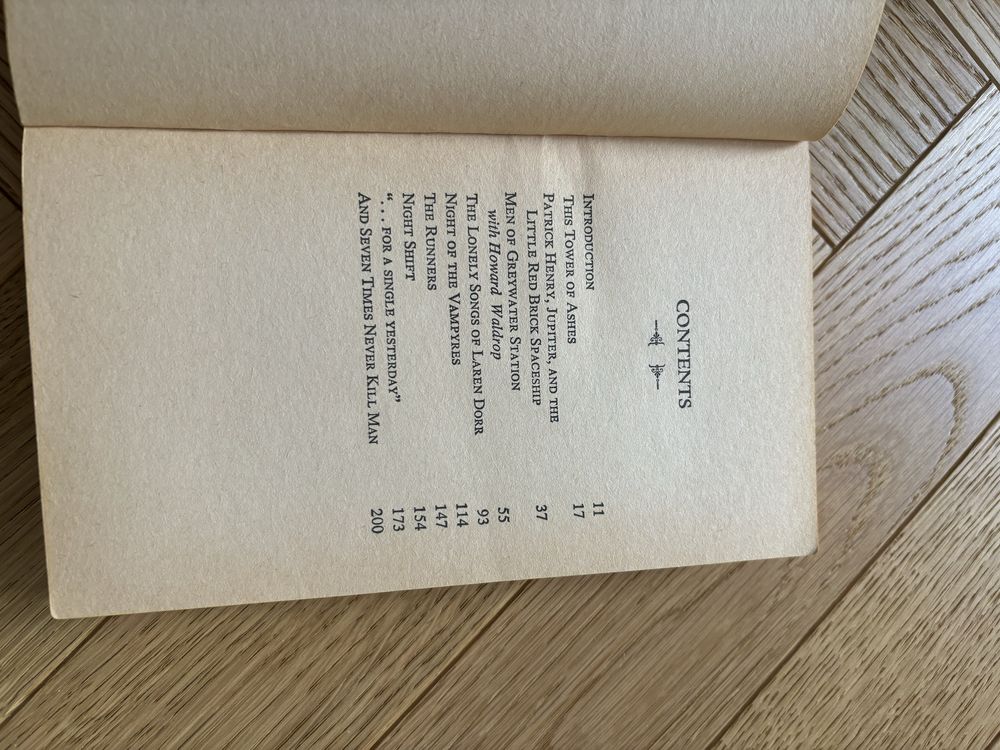 CONTENTS
INTRODUCTION 11
THIS TOWER OF ASHES 17
PATRICK HENRY, JUPITER, AND THE
LITTLE RED BRICK SPACESHIP 37
MEN OF GREYWATER STATION 55
with Howard Waldrop
THE LONELY SONGS OF LAREN DORR 93
NIGHT OF THE VAMPYRES 114
THE RUNNERS 147
NIGHT SHIFT 154
“. . . FOR A SINGLE YESTERDAY” 173
AND SEVEN TIMES NEVER KILL MAN 200